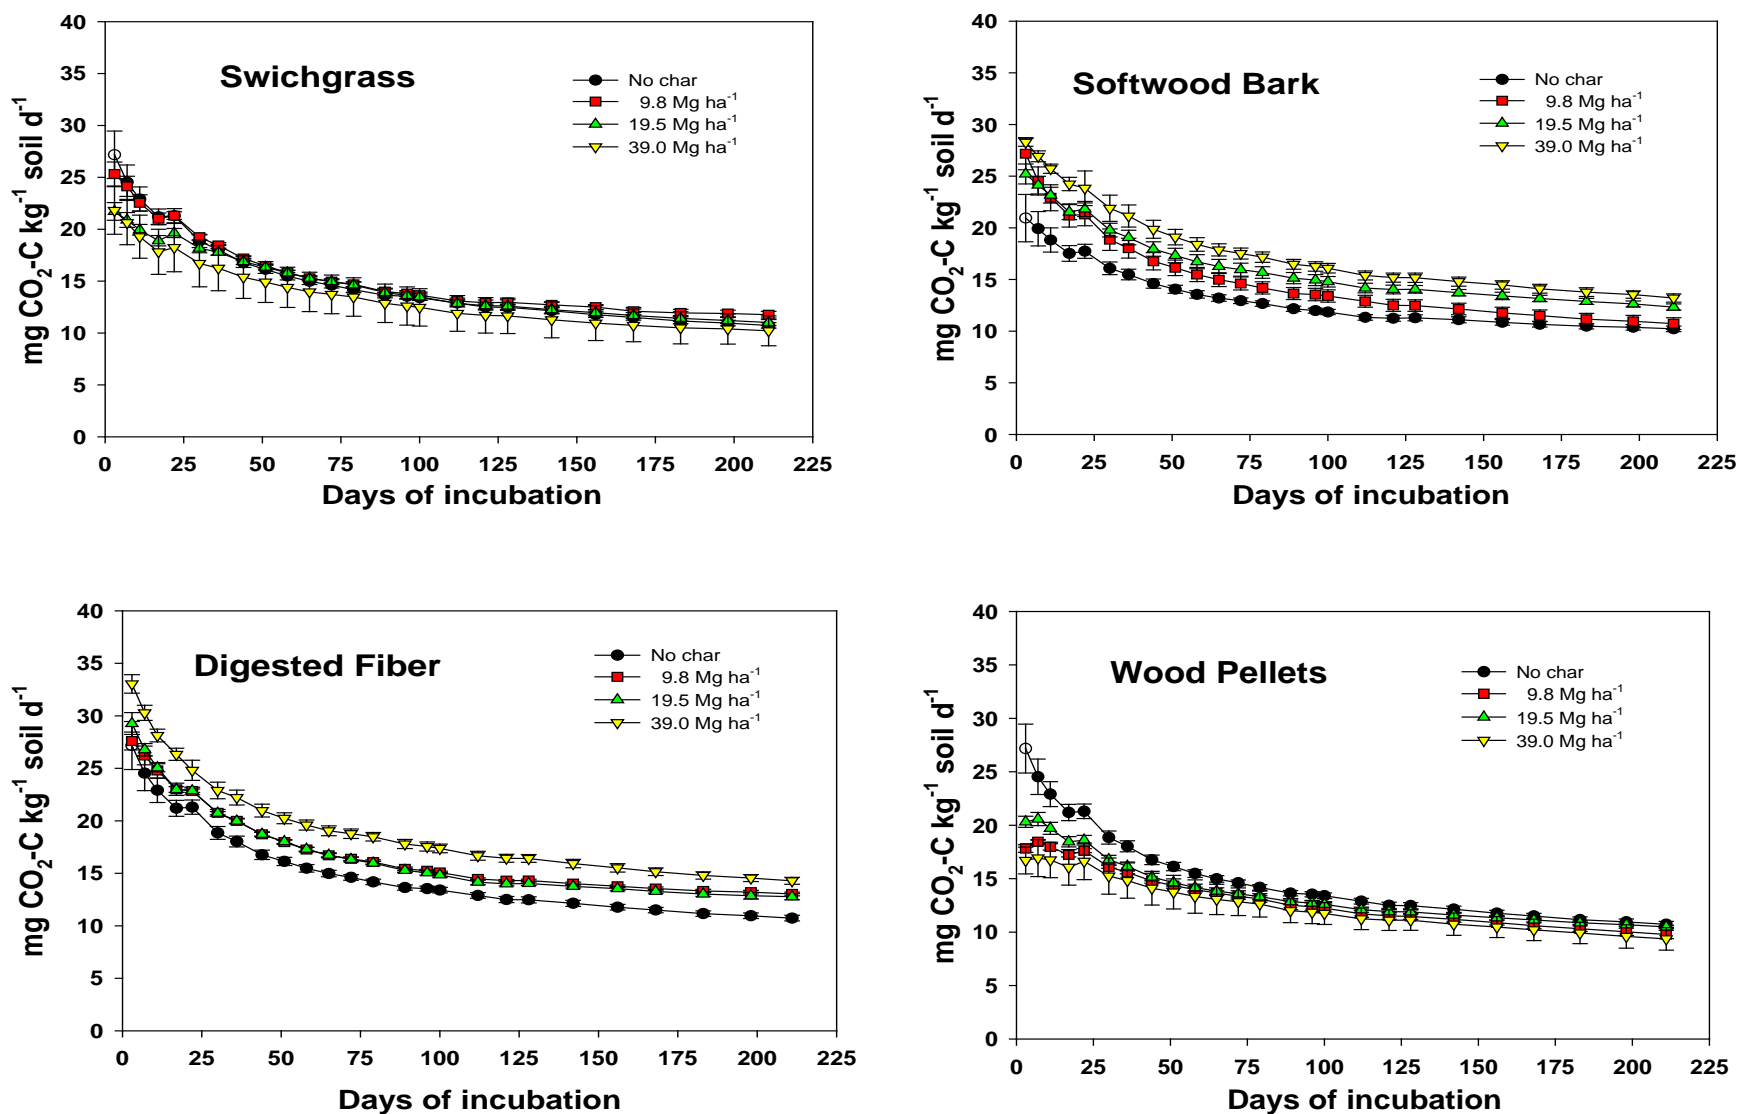 Swichgrass
No char
9.8 Mg ha⁻¹
19.5 Mg ha⁻¹
39.0 Mg ha⁻¹
mg CO₂-C kg⁻¹ soil d⁻¹
40
35
30
25
20
15
10
5
0
0 25 50 75 100 125 150 175 200 225
Days of incubation
Softwood Bark
No char
9.8 Mg ha⁻¹
19.5 Mg ha⁻¹
39.0 Mg ha⁻¹
mg CO₂-C kg⁻¹ soil d⁻¹
40
35
30
25
20
15
10
5
0
0 25 50 75 100 125 150 175 200 225
Days of incubation
Digested Fiber
No char
9.8 Mg ha⁻¹
19.5 Mg ha⁻¹
39.0 Mg ha⁻¹
mg CO₂-C kg⁻¹ soil d⁻¹
40
35
30
25
20
15
10
5
0
0 25 50 75 100 125 150 175 200 225
Days of incubation
Wood Pellets
No char
9.8 Mg ha⁻¹
19.5 Mg ha⁻¹
39.0 Mg ha⁻¹
mg CO₂-C kg⁻¹ soil d⁻¹
40
35
30
25
20
15
10
5
0
0 25 50 75 100 125 150 175 200 225
Days of incubation